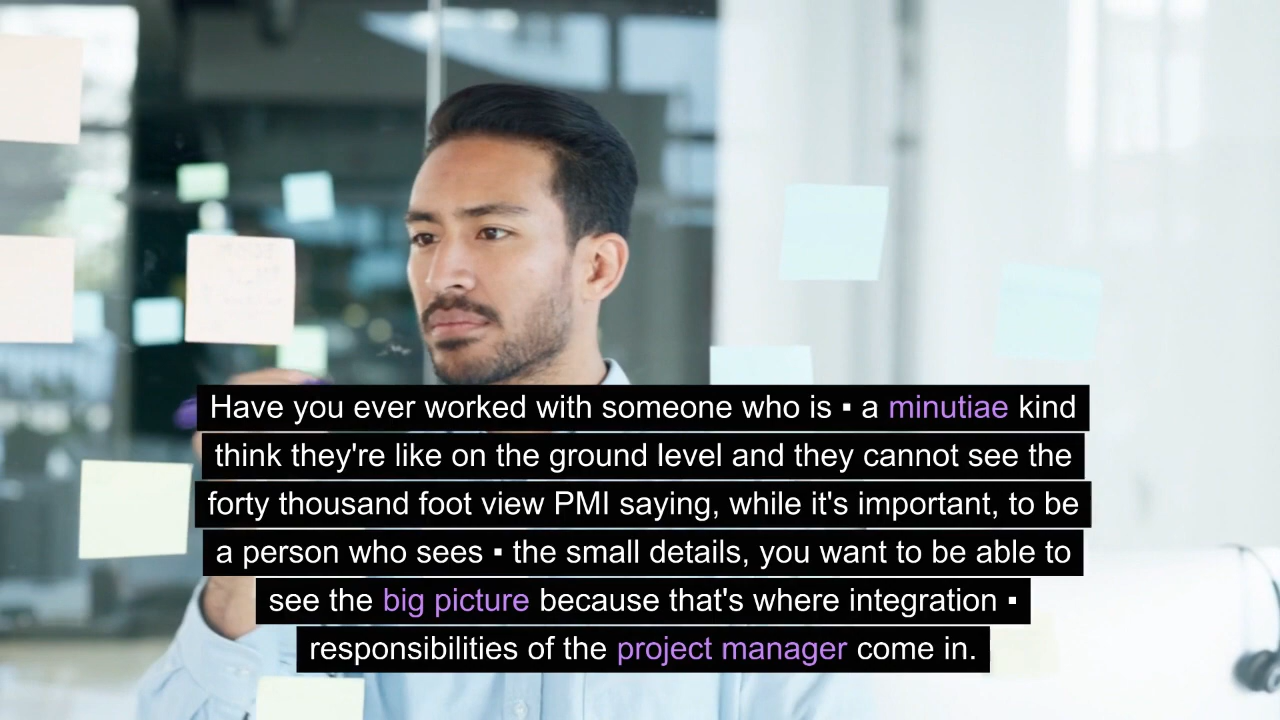 Have you ever worked with someone who is ▪ a minutiae kind
think they're like on the ground level and they cannot see the
forty thousand foot view PMI saying, while it's important, to be
a person who sees ▪ the small details, you want to be able to
see the big picture because that's where integration ▪
responsibilities of the project manager come in.